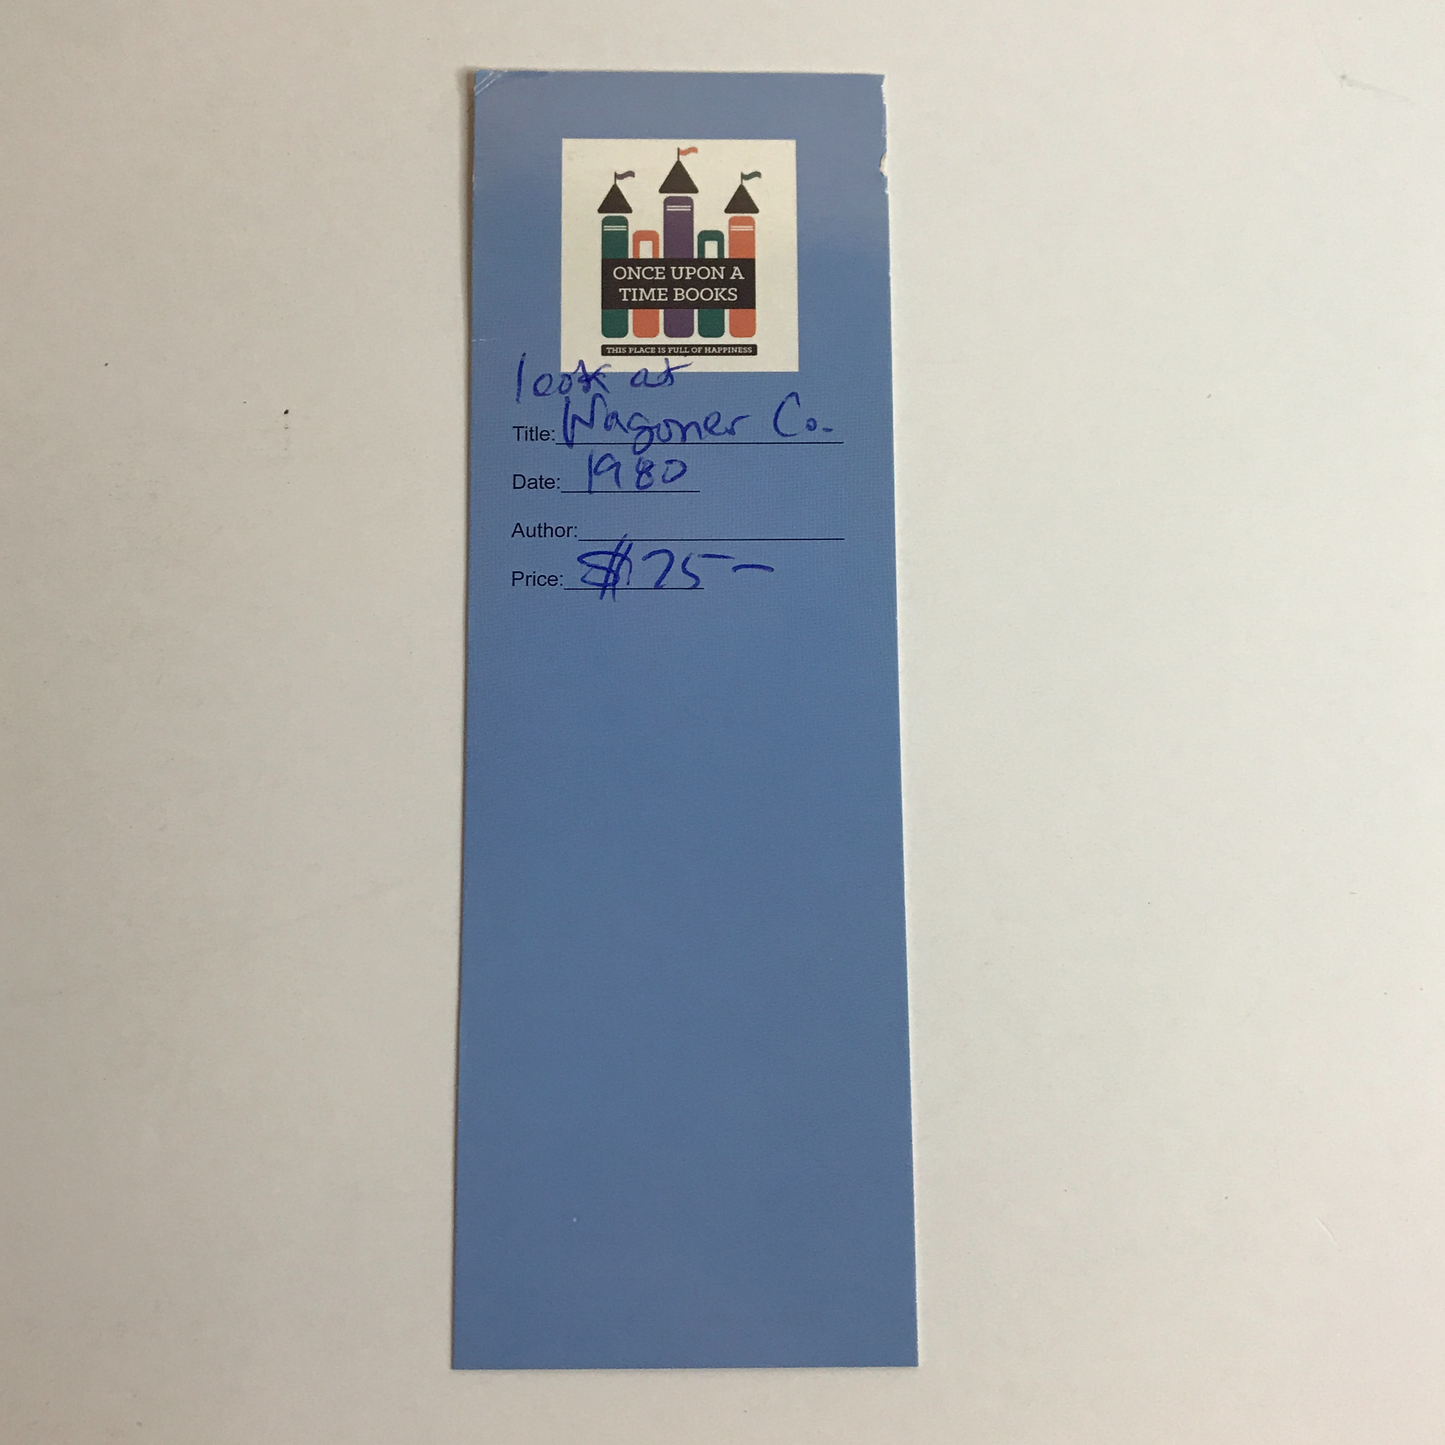 ONCE UPON A
TIME BOOKS
THIS PLACE IS FULL OF HAPPINESS
look at
Title: Wagoner Co.
Date: 1980
Author:
Price: $75-